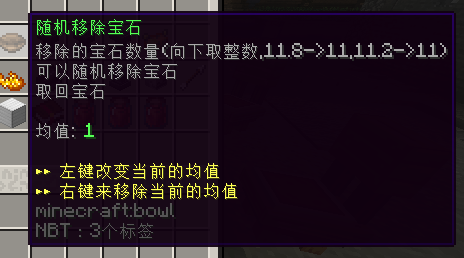 随机移除宝石
移除的宝石数量(向下取整数,11.8->11,11.2->11)
可以随机移除宝石
取回宝石
均值: 1
▸▸ 左键改变当前的均值
▸▸ 右键来移除当前的均值
minecraft:bowl
NBT：3个标签